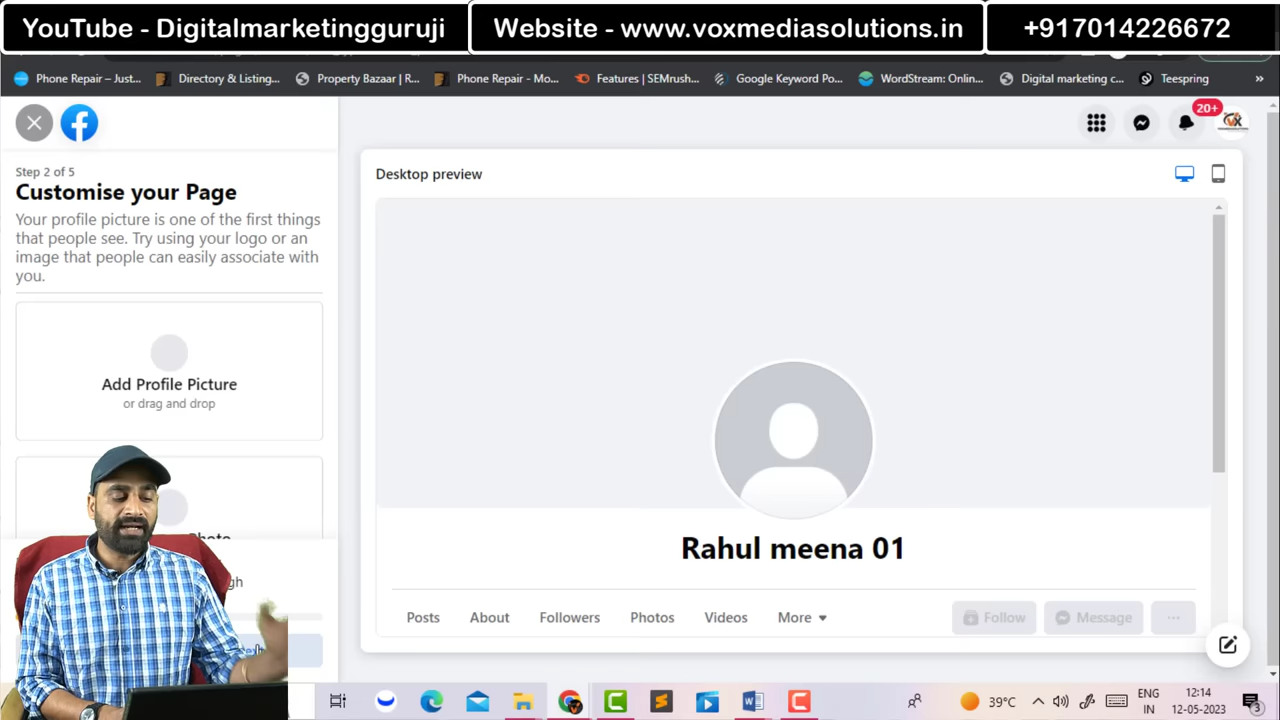 YouTube - Digitalmarketingguruji
Website - www.voxmediasolutions.in
+917014226672
Phone Repair – Just...
Directory & Listing...
Property Bazaar | R...
Phone Repair - Mo...
Features | SEMrush...
Google Keyword Po...
WordStream: Onlin...
Digital marketing c...
Teespring
»
20+
Step 2 of 5
Customise your Page
Your profile picture is one of the first things
that people see. Try using your logo or an
image that people can easily associate with
you.
Add Profile Picture
or drag and drop
Desktop preview
Rahul meena 01
Posts
About
Followers
Photos
Videos
More
Follow
Message
...
39°C
ENG
IN
12:14
12-05-2023
3